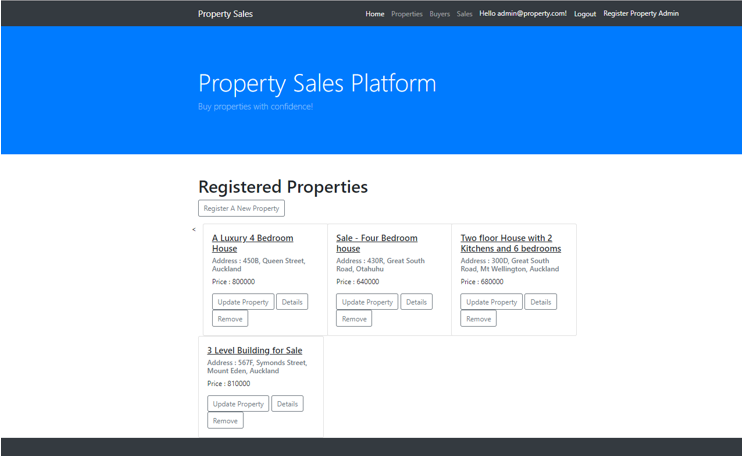 Property Sales
Home Properties Buyers Sales Hello admin@property.com! Logout Register Property Admin
Property Sales Platform
Buy properties with confidence!
Registered Properties
Register A New Property
<
A Luxury 4 Bedroom
House
Address : 450B, Queen Street,
Auckland
Price : 800000
Update Property Details
Remove
Sale - Four Bedroom
house
Address : 430R, Great South
Road, Otahuhu
Price : 640000
Update Property Details
Remove
Two floor House with 2
Kitchens and 6 bedrooms
Address : 300D, Great South
Road, Mt Wellington, Auckland
Price : 680000
Update Property Details
Remove
3 Level Building for Sale
Address : 567F, Symonds Street,
Mount Eden, Auckland
Price : 810000
Update Property Details
Remove